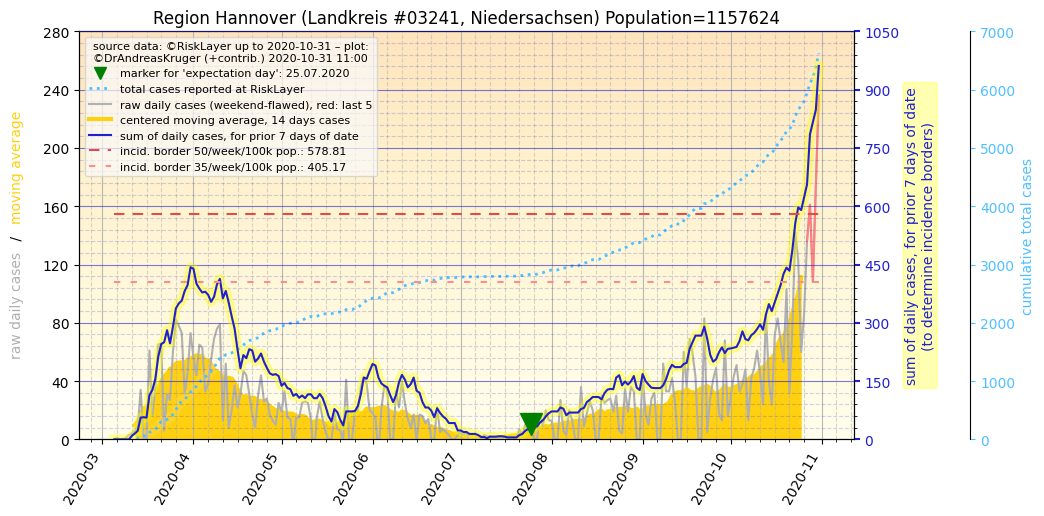 Region Hannover (Landkreis #03241, Niedersachsen) Population=1157624
source data: ©RiskLayer up to 2020-10-31 – plot:
©DrAndreasKruger (+contrib.) 2020-10-31 11:00
marker for 'expectation day': 25.07.2020
total cases reported at RiskLayer
raw daily cases (weekend-flawed), red: last 5
centered moving average, 14 days cases
sum of daily cases, for prior 7 days of date
incid. border 50/week/100k pop.: 578.81
incid. border 35/week/100k pop.: 405.17
raw daily cases / moving average
280
240
200
160
120
80
40
0
2020-03
2020-04
2020-05
2020-06
2020-07
2020-08
2020-09
2020-10
2020-11
1050
900
750
600
450
300
150
0
sum of daily cases, for prior 7 days of date
(to determine incidence borders)
7000
6000
5000
4000
3000
2000
1000
0
cumulative total cases